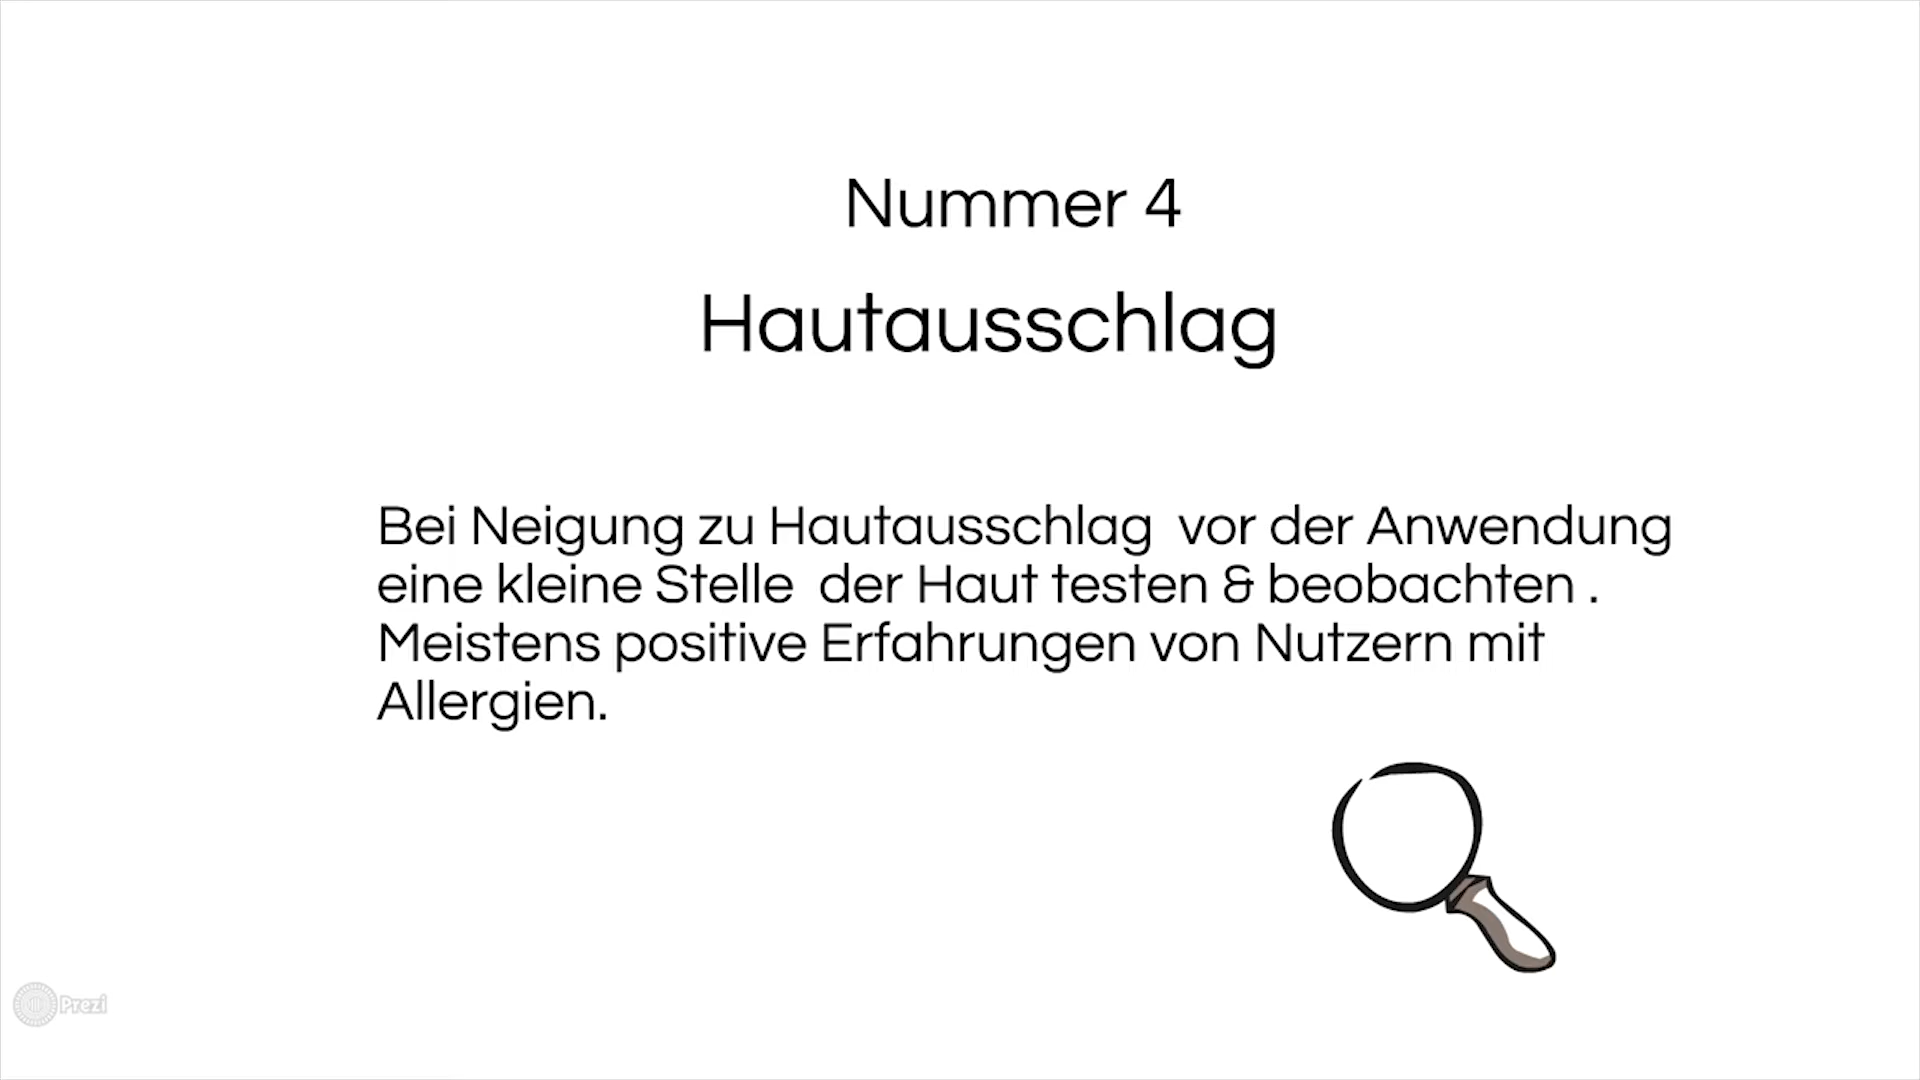 Nummer 4
Hautausschlag
Bei Neigung zu Hautausschlag  vor der Anwendung
eine kleine Stelle  der Haut testen & beobachten .
Meistens positive Erfahrungen von Nutzern mit
Allergien.
Prezi